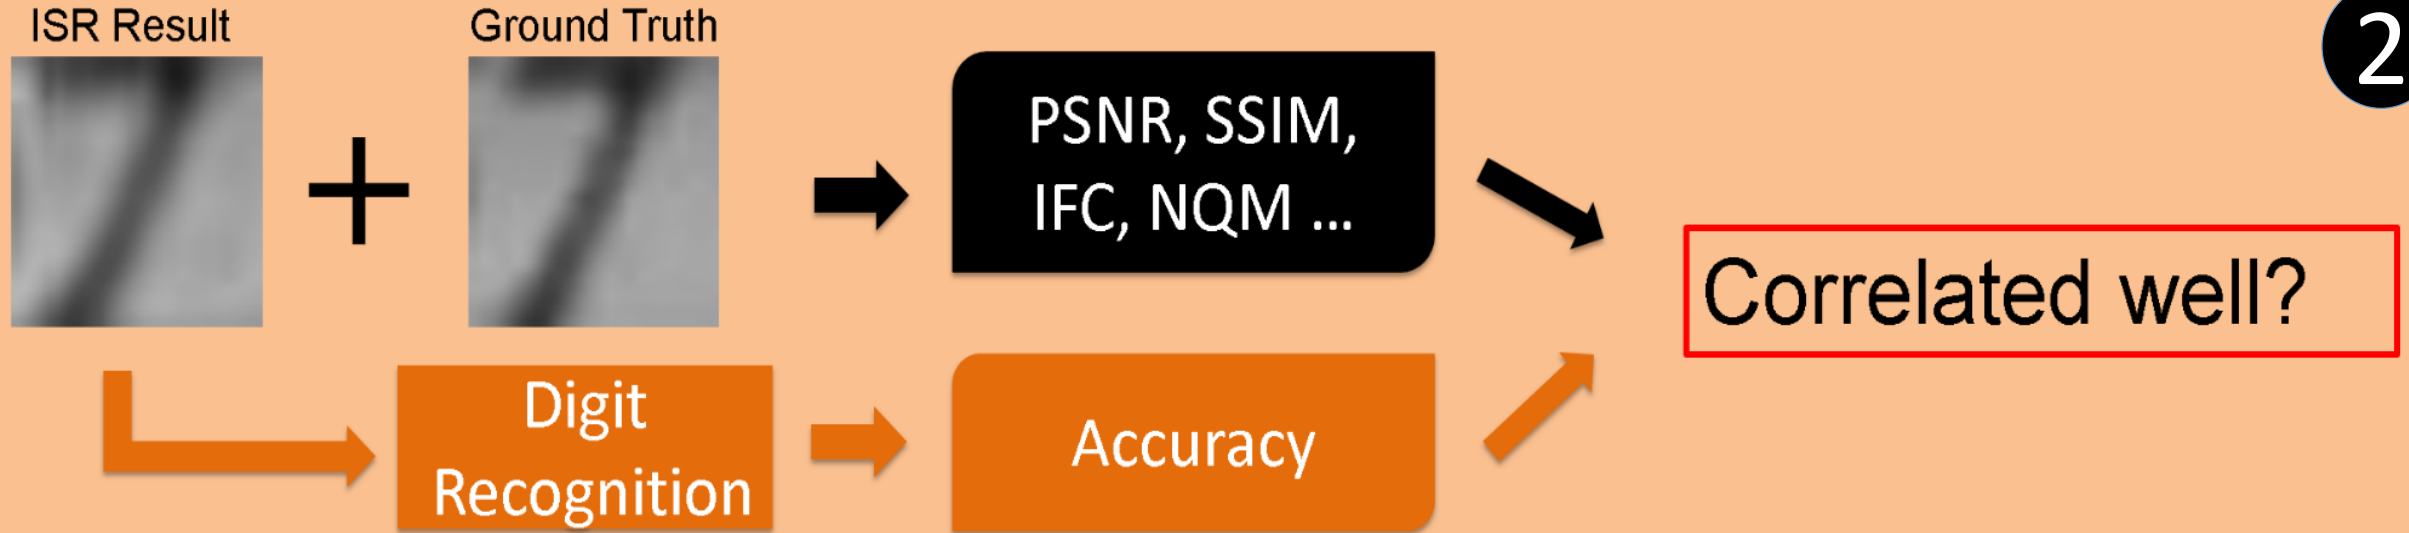 ISR Result
Ground Truth
2
PSNR, SSIM,
IFC, NQM ...
Correlated well?
Digit
Recognition
Accuracy